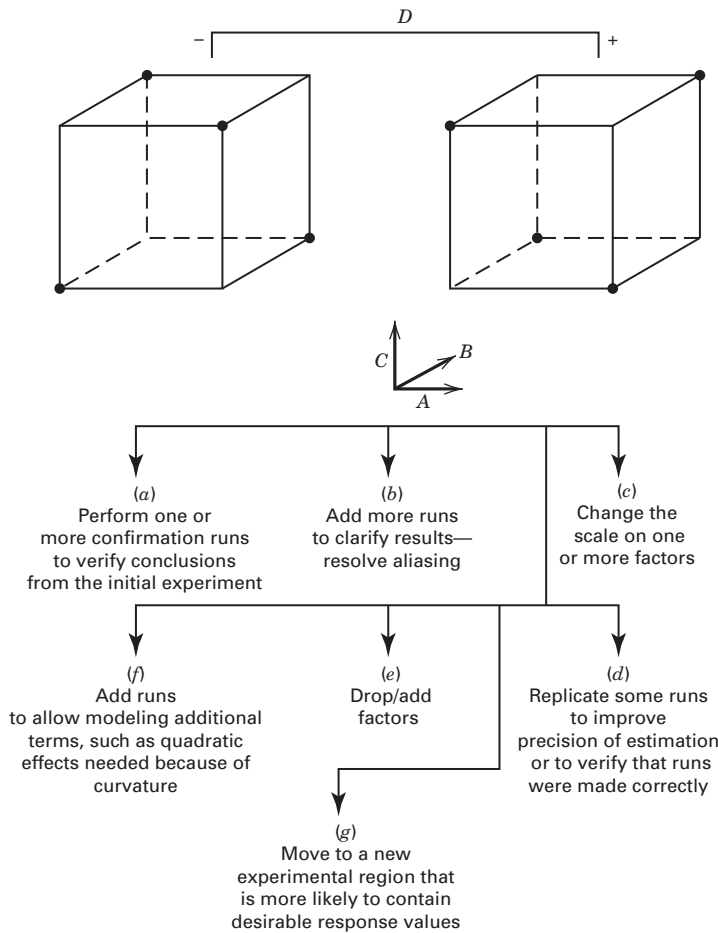 D
− +
C
B
A
(a)
Perform one or
more confirmation runs
to verify conclusions
from the initial experiment
(b)
Add more runs
to clarify results—
resolve aliasing
(c)
Change the
scale on one
or more factors
(f)
Add runs
to allow modeling additional
terms, such as quadratic
effects needed because of
curvature
(e)
Drop/add
factors
(d)
Replicate some runs
to improve
precision of estimation
or to verify that runs
were made correctly
(g)
Move to a new
experimental region that
is more likely to contain
desirable response values